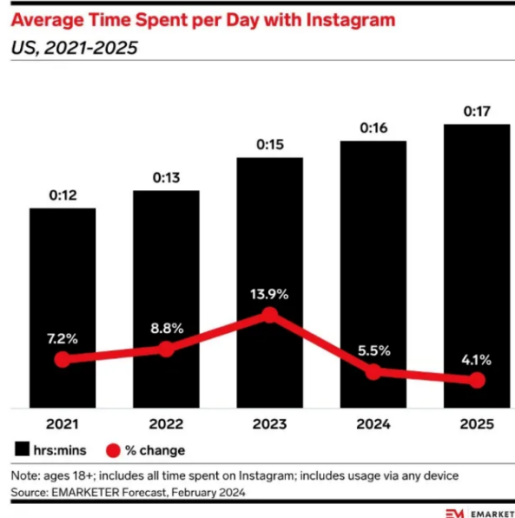 Average Time Spent per Day with Instagram
US, 2021-2025
0:12
0:13
0:15
0:16
0:17
7.2%
8.8%
13.9%
5.5%
4.1%
2021 2022 2023 2024 2025
hrs:mins % change
Note: ages 18+; includes all time spent on Instagram; includes usage via any device
Source: EMARKETER Forecast, February 2024
EM EMARKET